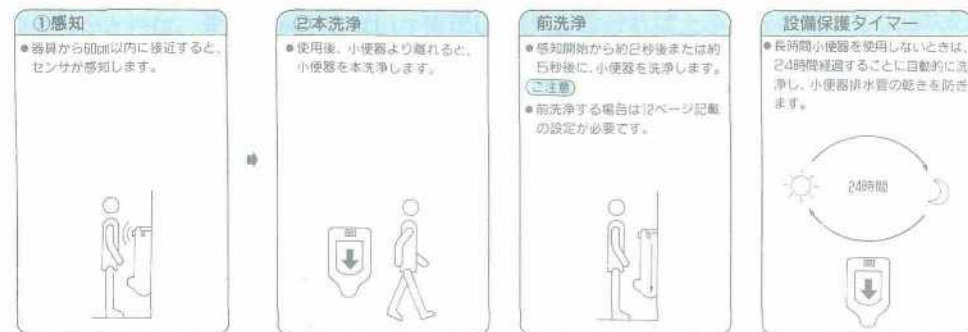 ①感知
●器具から60cm以内に接近すると、
センサが感知します。
②本洗浄
●使用後、小便器より離れると、
小便器を本洗浄します。
前洗浄
●感知開始から約2秒後または約
5秒後に、小便器を洗浄します。
ご注意
●前洗浄する場合は12ページ記載
の設定が必要です。
設備保護タイマー
●長時間小便器を使用しないときは、
24時間経過するごとに自動的に洗
浄し、小便器排水管の乾きを防ぎ
ます。
24時間